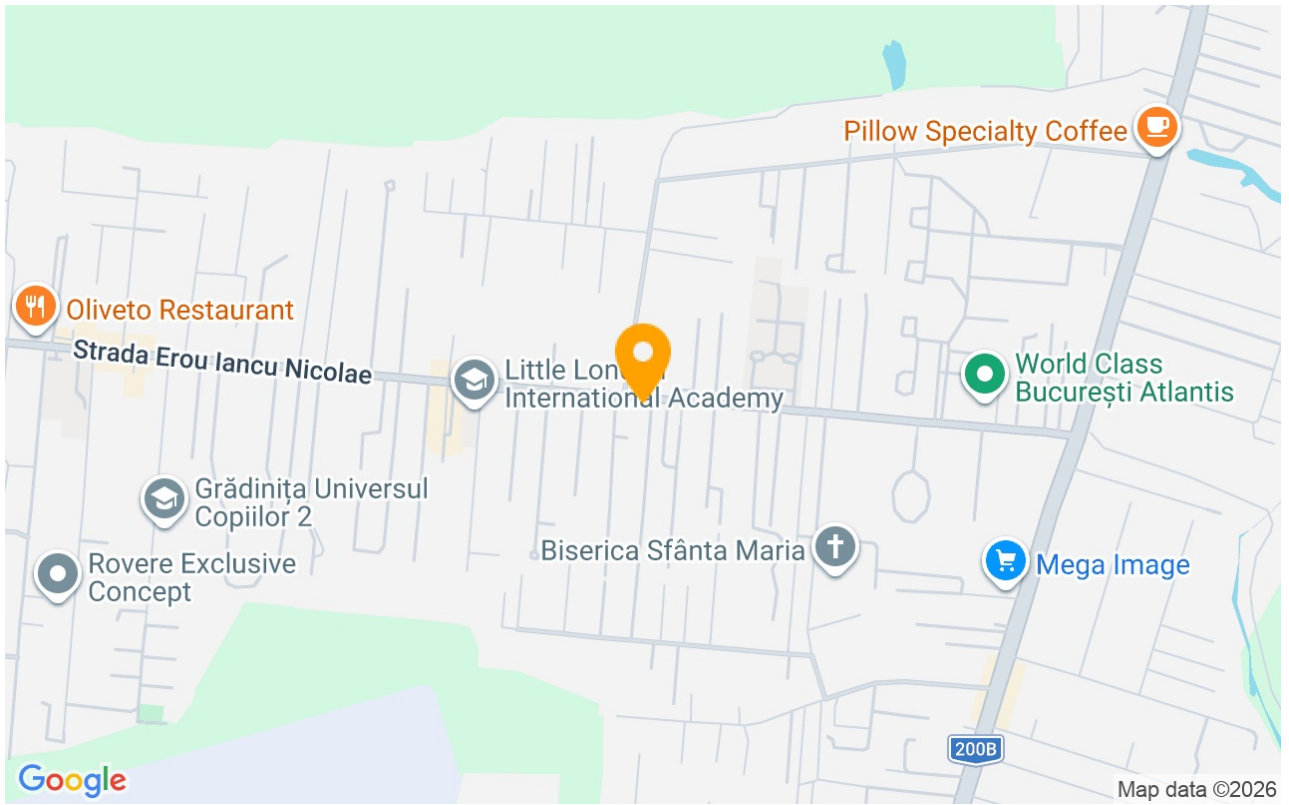 Pillow Specialty Coffee
Oliveto Restaurant
Strada Erou Iancu Nicolae
Little London
International Academy
World Class
București Atlantis
Grădinița Universul
Copiilor 2
Biserica Sfânta Maria
Rovere Exclusive
Concept
Mega Image
200B
Google
Map data ©2026